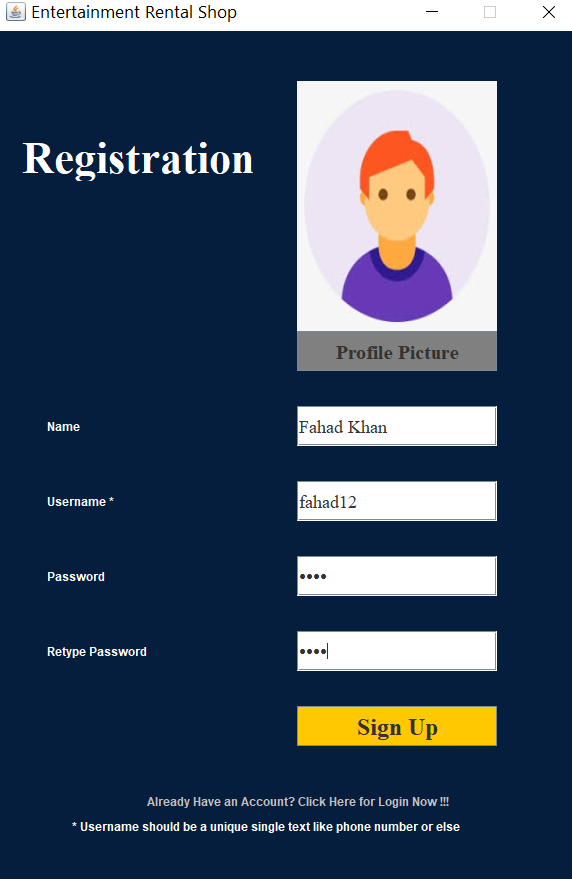 Entertainment Rental Shop
Registration
Profile Picture
Name
Fahad Khan
Username *
fahad12
Password
••••
Retype Password
••••
Sign Up
Already Have an Account? Click Here for Login Now !!!
* Username should be a unique single text like phone number or else